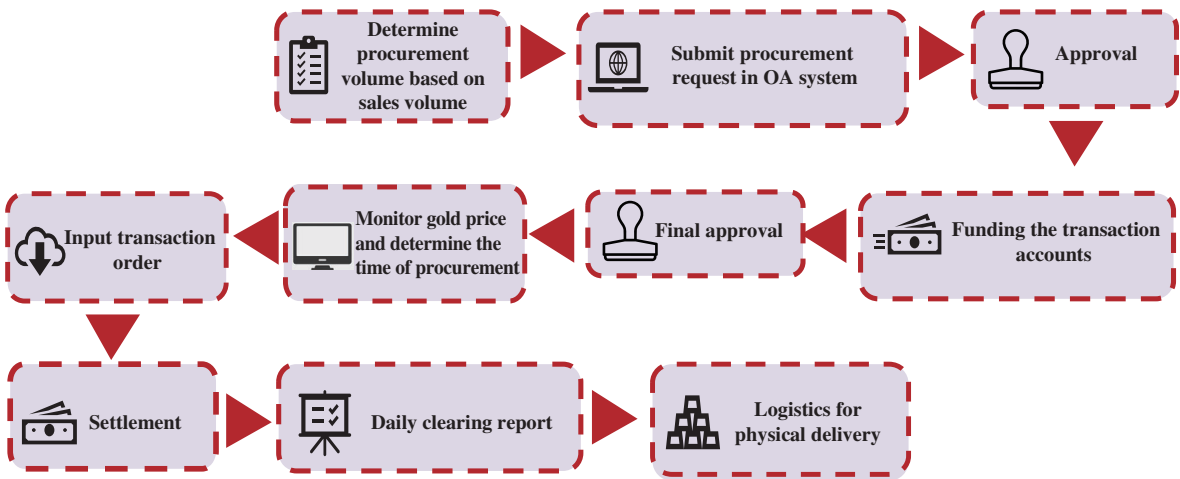 Determine
procurement
volume based on
sales volume
Submit procurement
request in OA system
Approval
Funding the transaction
accounts
Final approval
Monitor gold price
and determine the
time of procurement
Input transaction
order
Settlement
Daily clearing report
Logistics for
physical delivery